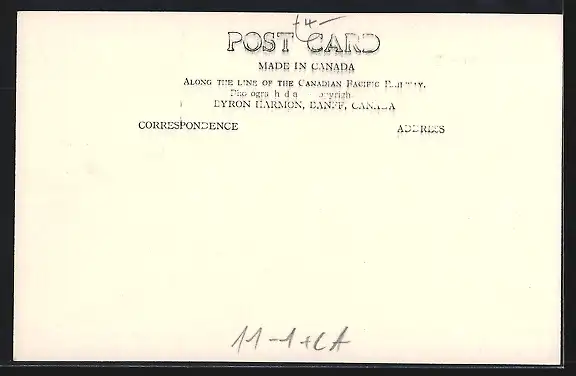 +4-
POST CARD
MADE IN CANADA
ALONG THE LINE OF THE CANADIAN PACIFIC RAILWAY.
BYRON HARMON, BANFF, CANADA
CORRESPONDENCE ADDRESS
11-1+CA